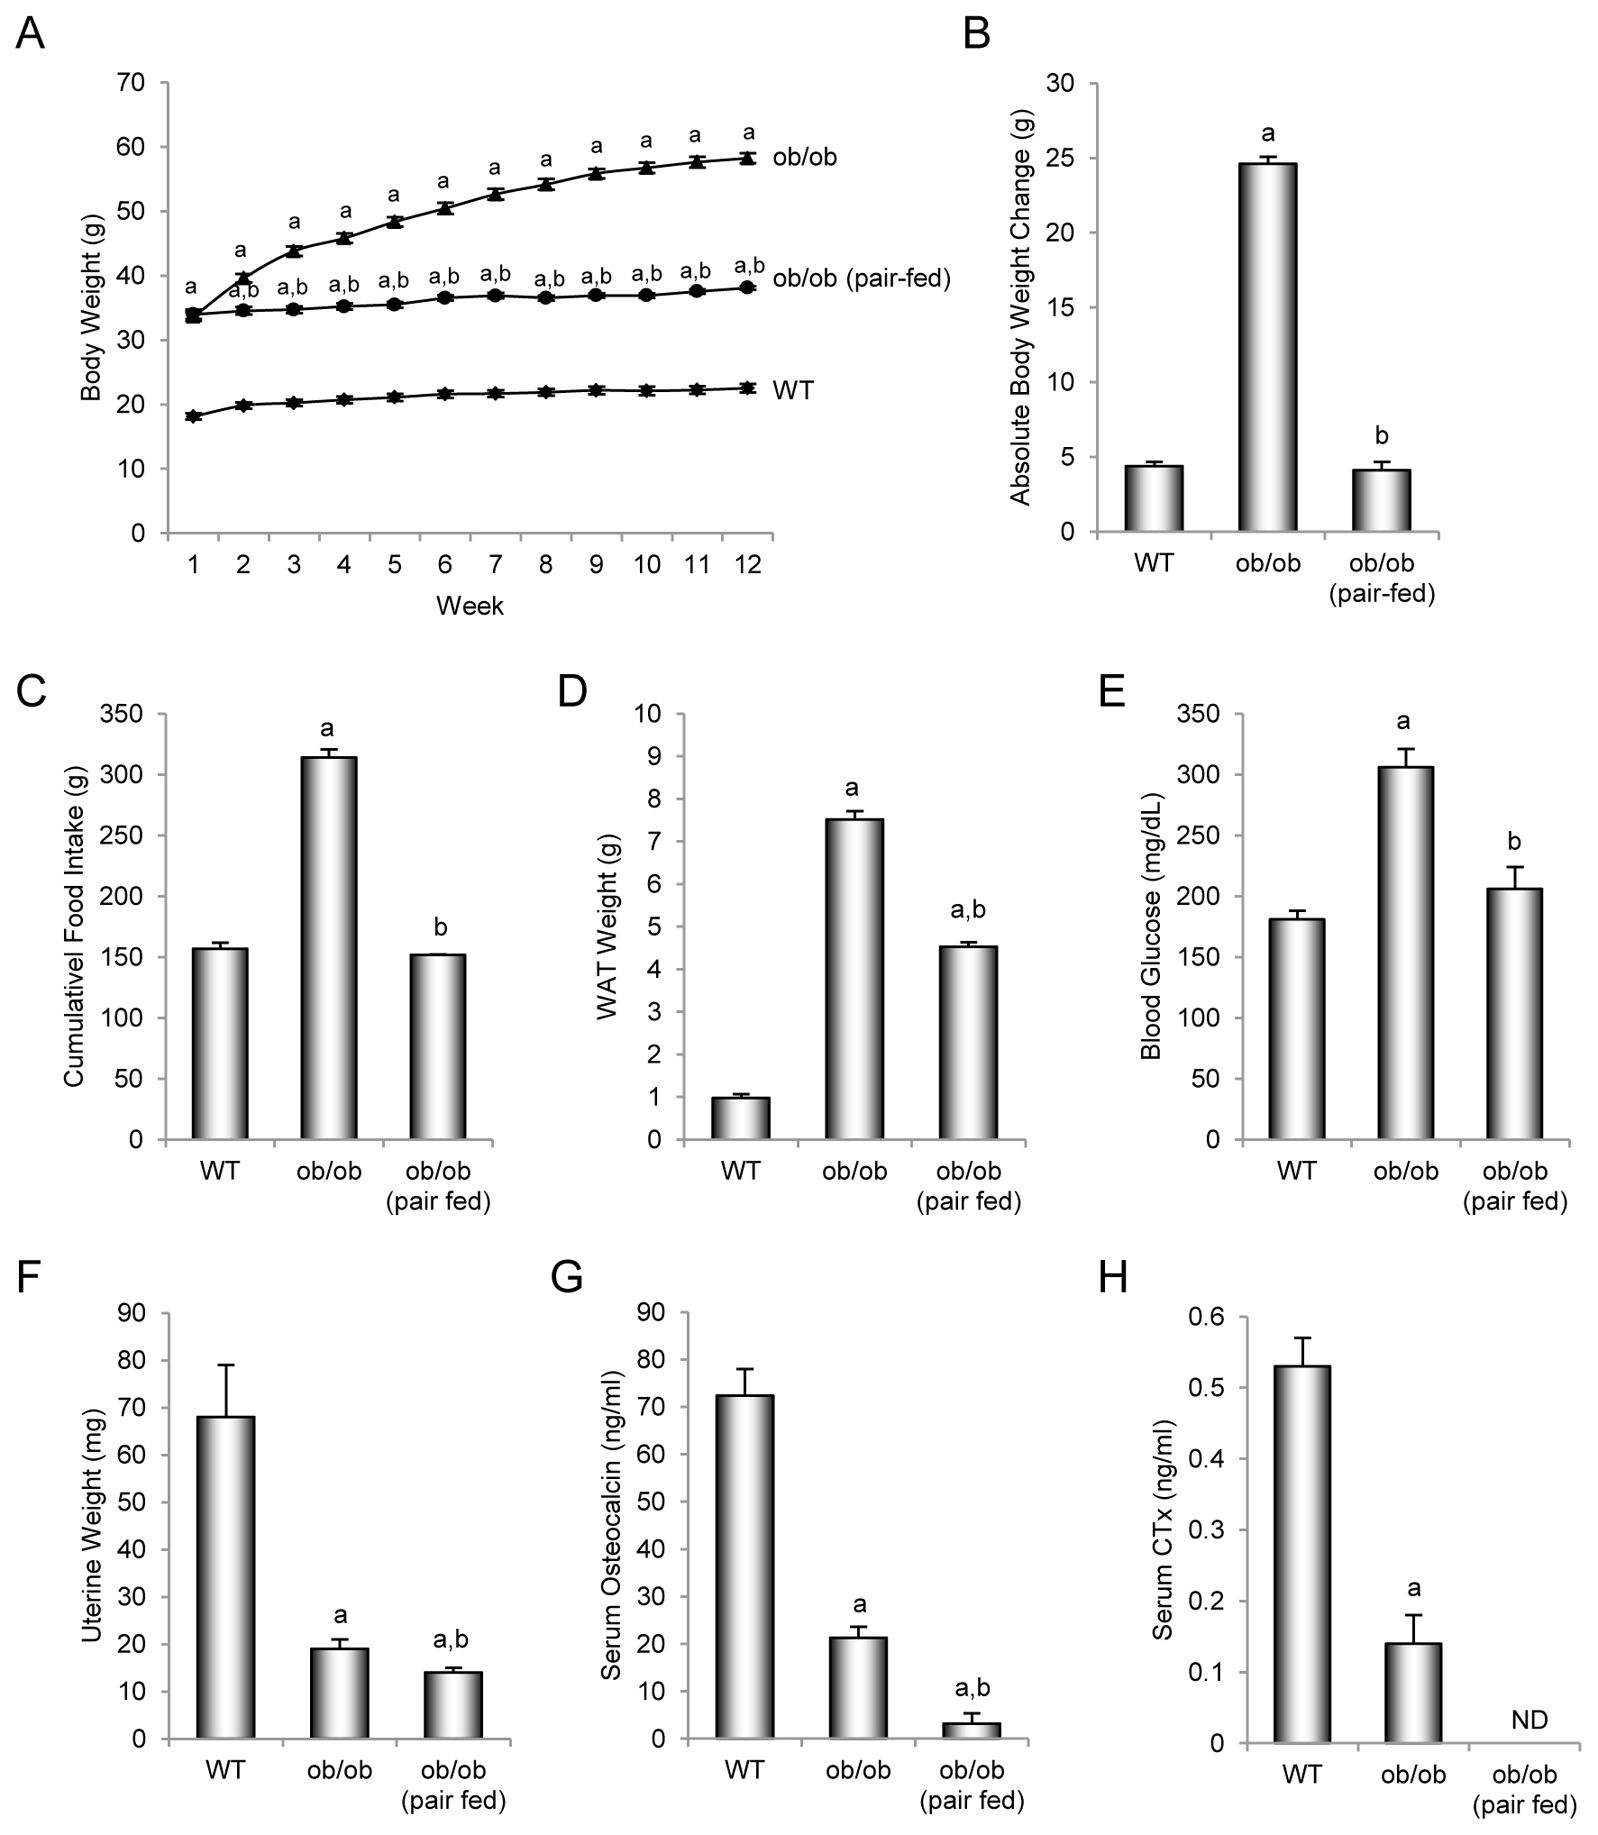 A
70
60
50
40
30
20
10
0
Body Weight (g)
a a a a a a a a a a a a
ob/ob
a,b a,b a,b a,b a,b a,b a,b a,b a,b a,b a,b
ob/ob (pair-fed)
WT
1 2 3 4 5 6 7 8 9 10 11 12
Week
B
30
25
20
15
10
5
0
Absolute Body Weight Change (g)
a
b
WT ob/ob ob/ob
(pair-fed)
C
350
300
250
200
150
100
50
0
Cumulativel Food Intake (g)
a
b
WT ob/ob ob/ob
(pair fed)
D
10
9
8
7
6
5
4
3
2
1
0
WAT Weight (g)
a
a,b
WT ob/ob ob/ob
(pair fed)
E
350
300
250
200
150
100
50
0
Blood Glucose (mg/dL)
a
b
WT ob/ob ob/ob
(pair fed)
F
90
80
70
60
50
40
30
20
10
0
Uterine Weight (mg)
a
a,b
WT ob/ob ob/ob
(pair fed)
G
90
80
70
60
50
40
30
20
10
0
Serum Osteocalcin (ng/ml)
a
a,b
WT ob/ob ob/ob
(pair fed)
H
0.6
0.5
0.4
0.3
0.2
0.1
0
Serum CTx (ng/ml)
a
ND
WT ob/ob ob/ob
(pair fed)